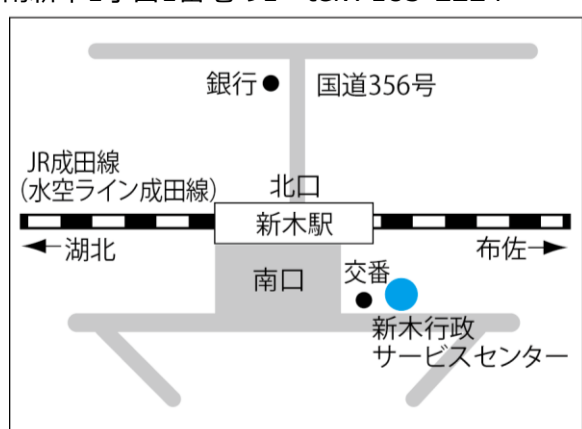 銀行
国道356号
JR成田線
(水空ライン成田線)
北口
新木駅
湖北
布佐
南口
交番
新木行政
サービスセンター